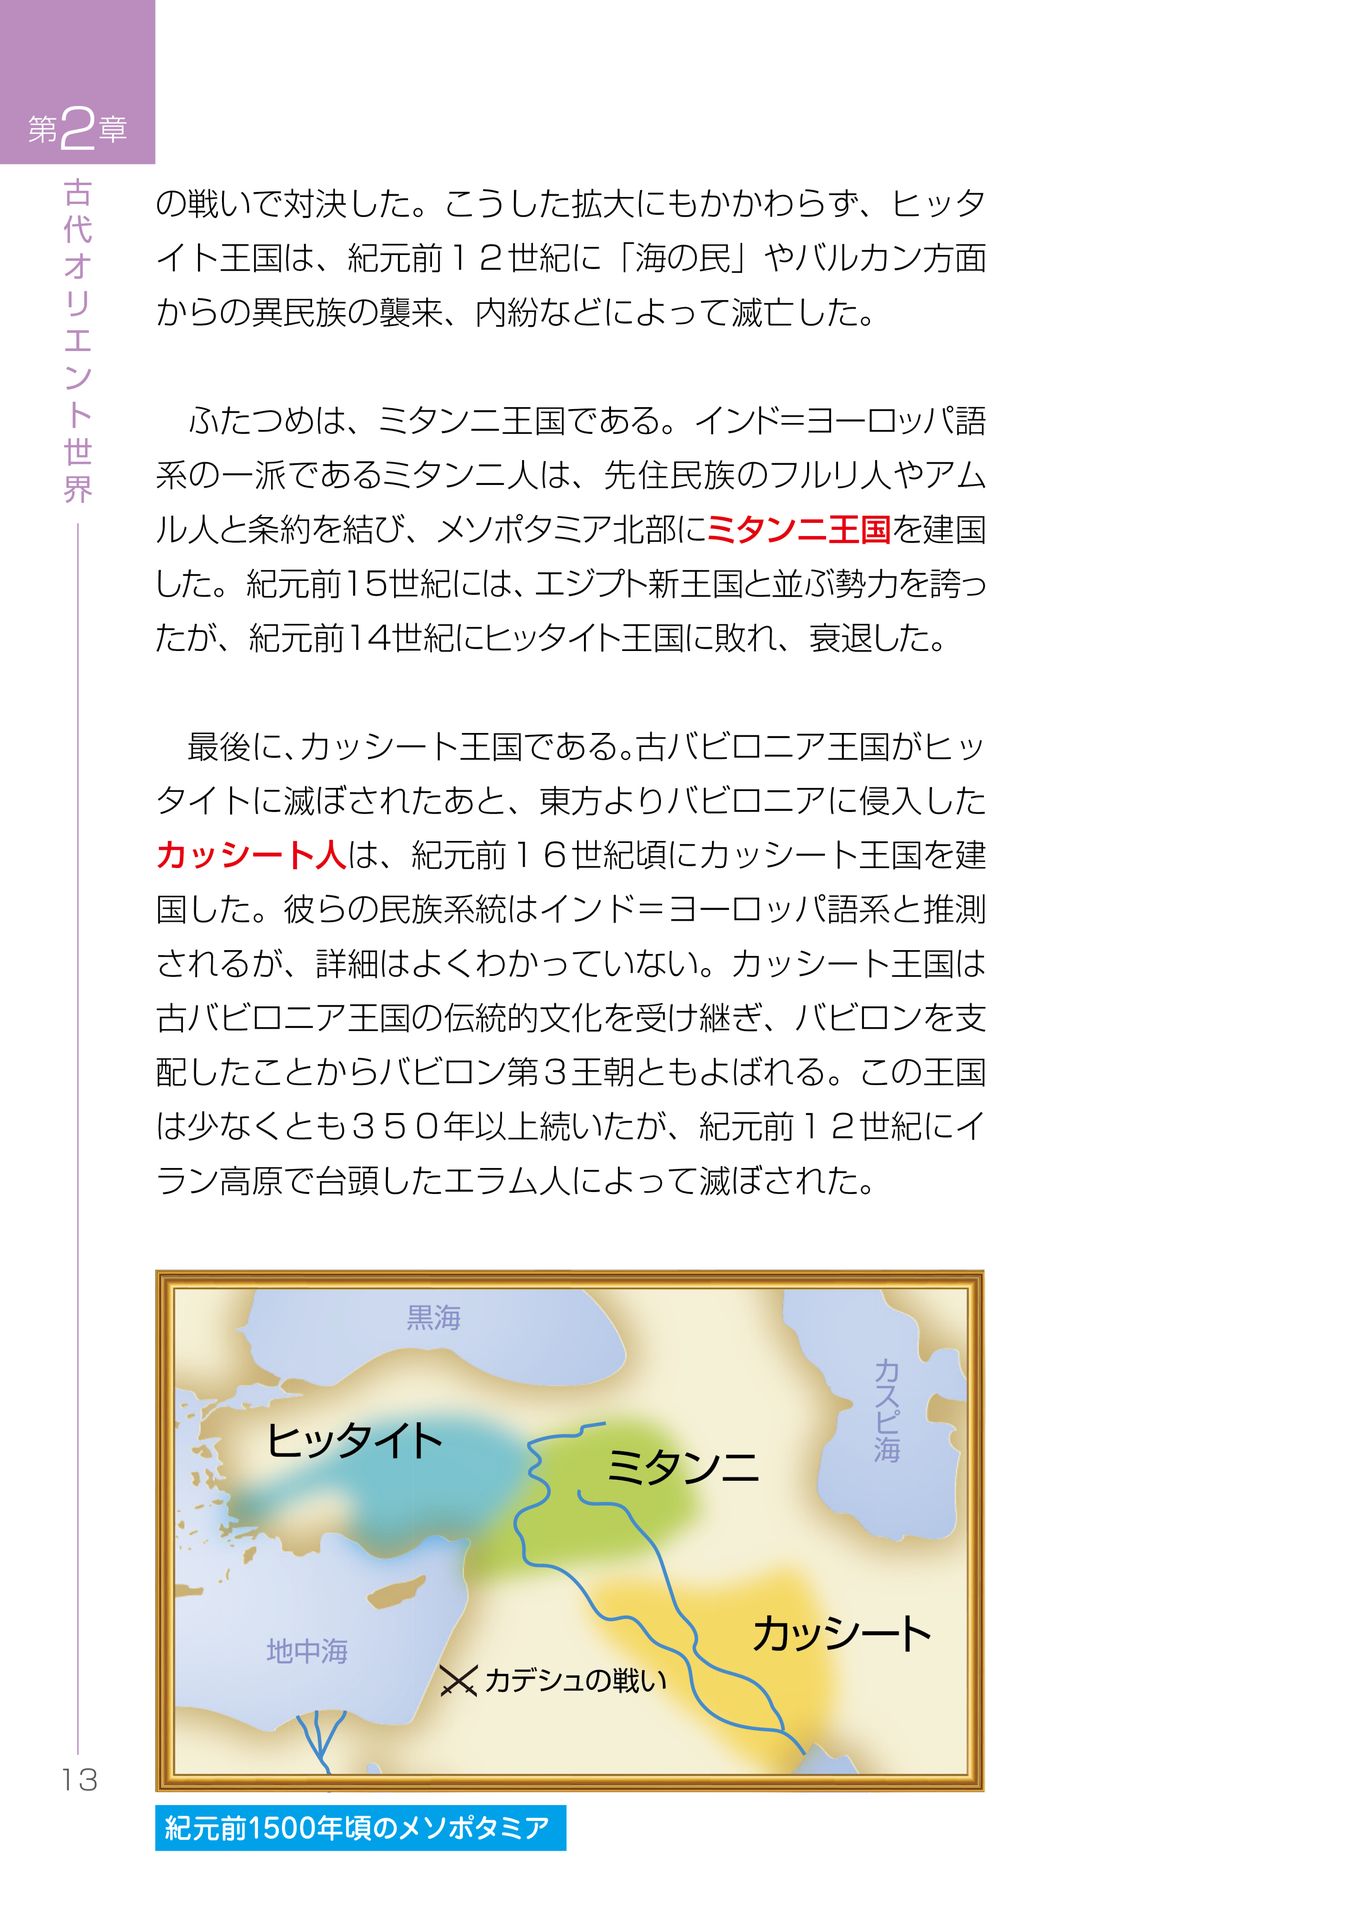 第2章
古代オリエント世界
の戦いで対決した。こうした拡大にもかかわらず、ヒッタ
イト王国は、紀元前１２世紀に「海の民」やバルカン方面
からの異民族の襲来、内紛などによって滅亡した。
　ふたつめは、ミタンニ王国である。インド＝ヨーロッパ語
系の一派であるミタンニ人は、先住民族のフルリ人やアム
ル人と条約を結び、メソポタミア北部にミタンニ王国を建国
した。紀元前15世紀には、エジプト新王国と並ぶ勢力を誇っ
たが、紀元前14世紀にヒッタイト王国に敗れ、衰退した。
　最後に、カッシート王国である。古バビロニア王国がヒッ
タイトに滅ぼされたあと、東方よりバビロニアに侵入した
カッシート人は、紀元前１６世紀頃にカッシート王国を建
国した。彼らの民族系統はインド＝ヨーロッパ語系と推測
されるが、詳細はよくわかっていない。カッシート王国は
古バビロニア王国の伝統的文化を受け継ぎ、バビロンを支
配したことからバビロン第３王朝ともよばれる。この王国
は少なくとも３５０年以上続いたが、紀元前１２世紀にイ
ラン高原で台頭したエラム人によって滅ぼされた。
黒海
カスピ海
ヒッタイト
ミタンニ
カッシート
地中海
カデシュの戦い
紀元前1500年頃のメソポタミア
13